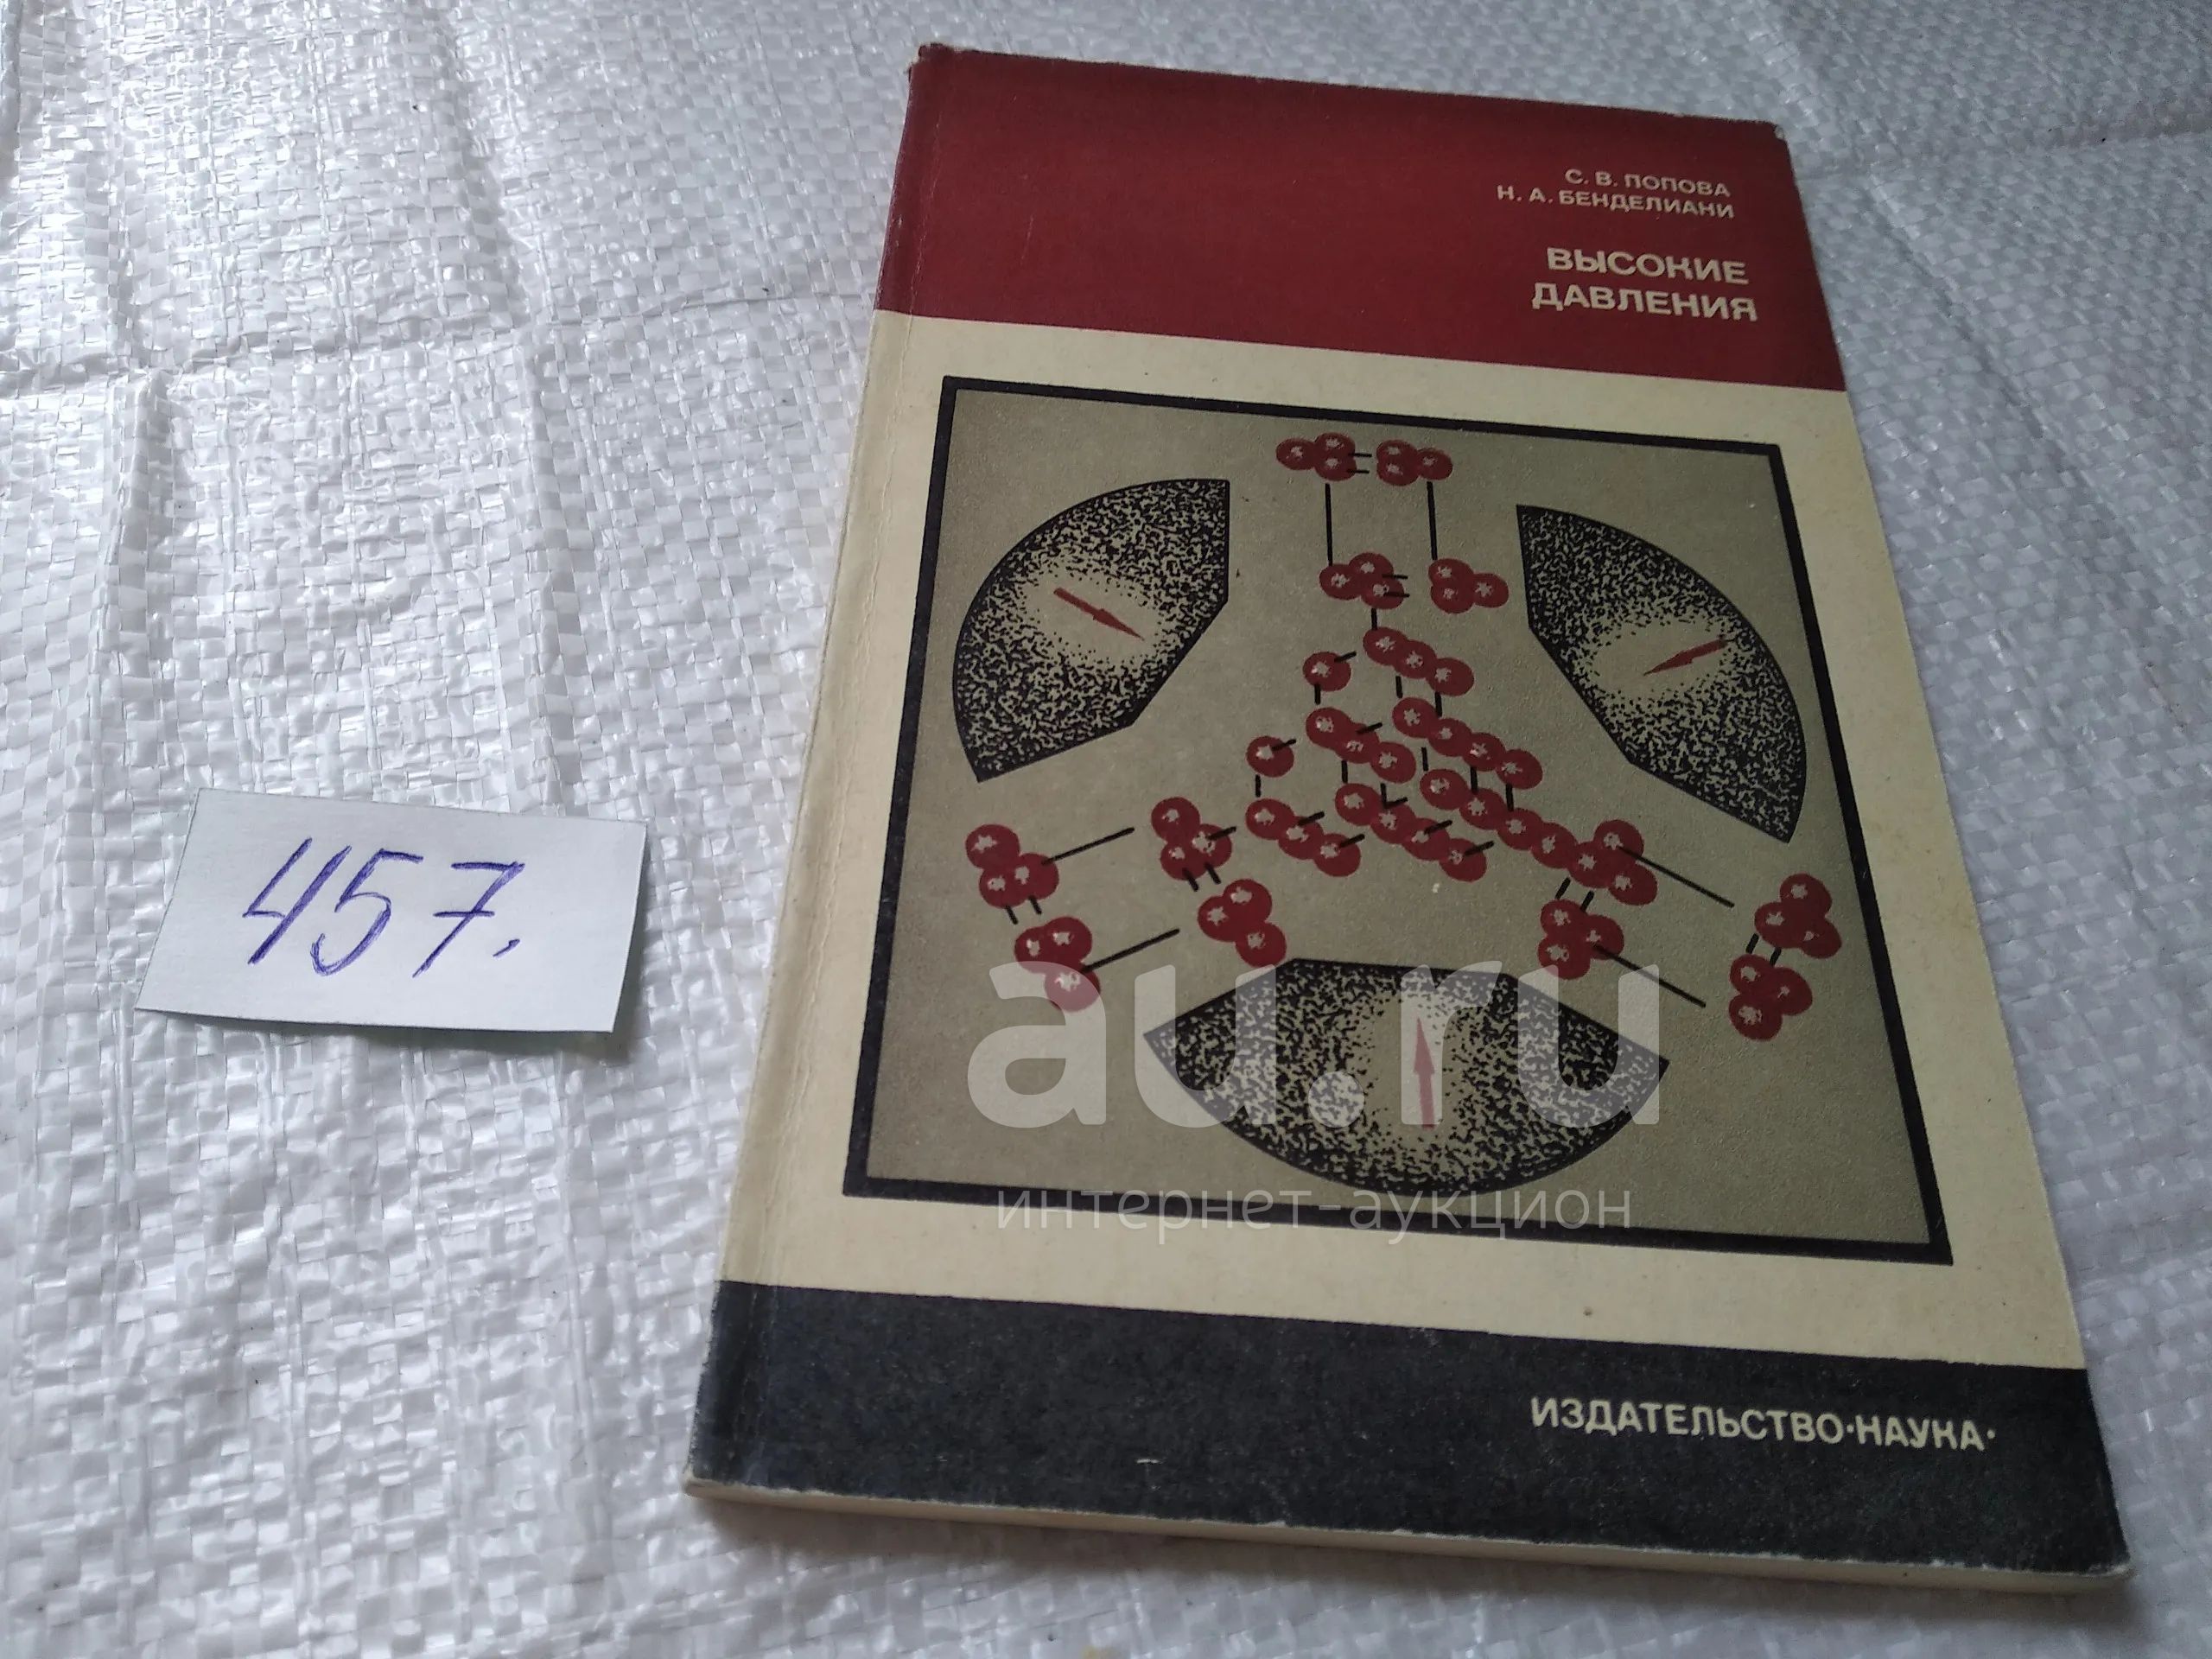 С. В. ПОПОВА
Н. А. БЕНДЕЛИАНИ
ВЫСОКИЕ
ДАВЛЕНИЯ
457.
au.ru
интернет-аукцион
ИЗДАТЕЛЬСТВО·НАУКА·